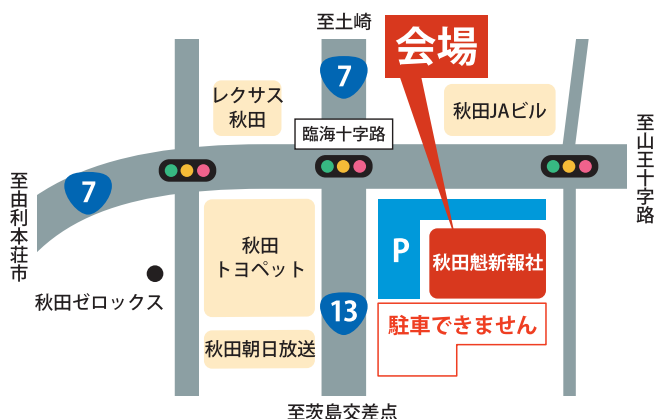 至土崎
会場
7
レクサス
秋田
秋田JAビル
臨海十字路
至山王十字路
7
至由利本荘市
秋田
トヨペット
P
秋田魁新報社
秋田ゼロックス
13
駐車できません
秋田朝日放送
至茨島交差点